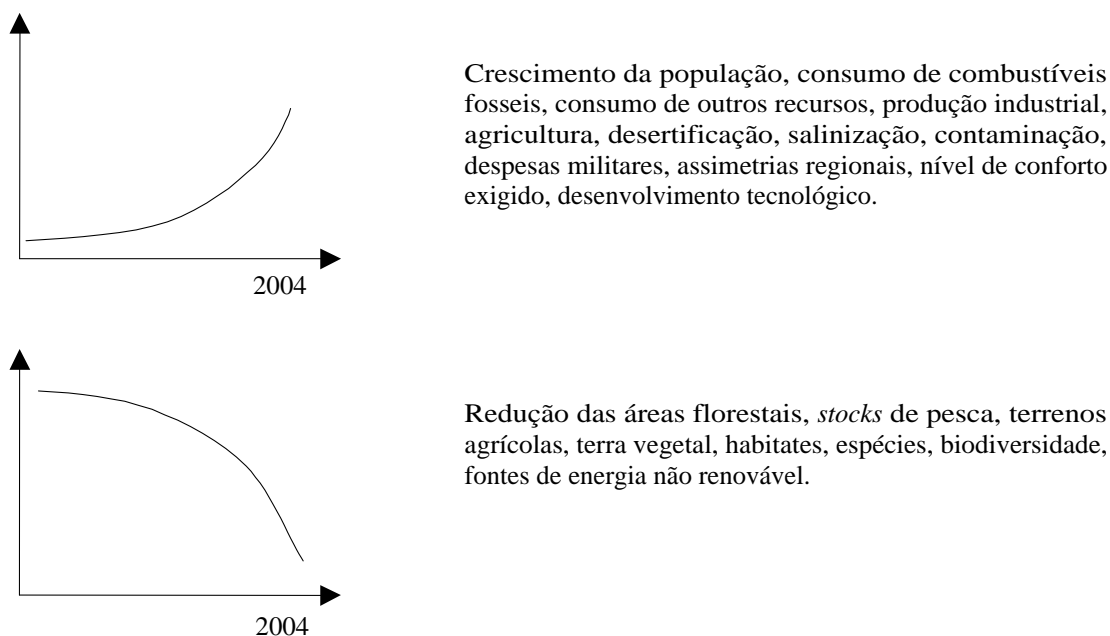 Crescimento da população, consumo de combustíveis
fosseis, consumo de outros recursos, produção industrial,
agricultura, desertificação, salinização, contaminação,
despesas militares, assimetrias regionais, nível de conforto
exigido, desenvolvimento tecnológico.
2004
Redução das áreas florestais, stocks de pesca, terrenos
agrícolas, terra vegetal, habitates, espécies, biodiversidade,
fontes de energia não renovável.
2004